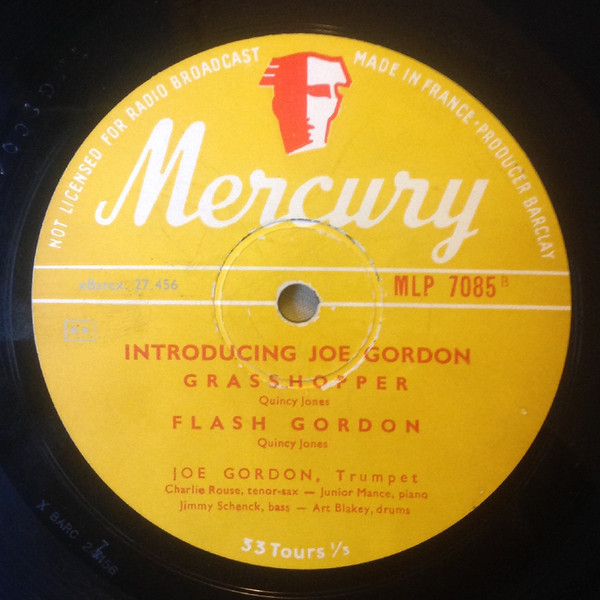 NOT LICENSED FOR RADIO BROADCAST
MADE IN FRANCE · PRODUCER BARCLAY
Mercury
27.456
MLP 7085 B
INTRODUCING JOE GORDON
GRASSHOPPER
Quincy Jones
FLASH GORDON
Quincy Jones
JOE GORDON, Trumpet
Charlie Rouse, tenor-sax — Junior Mance, piano
Jimmy Schenck, bass — Art Blakey, drums
33 Tours 1/3
X BARC